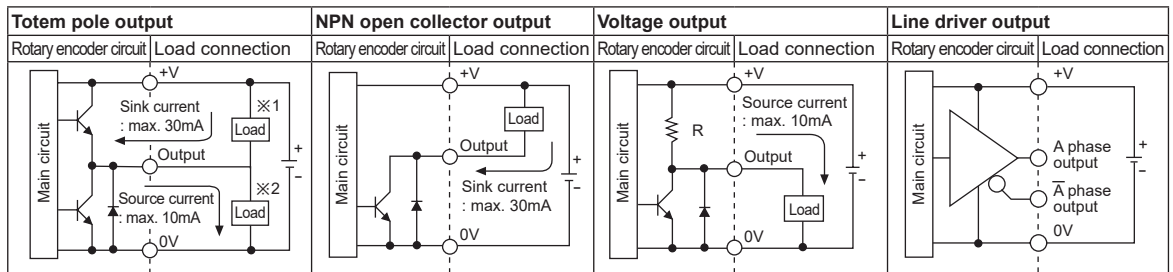 Totem pole output
Rotary encoder circuit Load connection
Main circuit
+V
Sink current
: max. 30mA
※1
Load
Output
Source current
: max. 10mA
※2
Load
0V
+
−
NPN open collector output
Rotary encoder circuit Load connection
Main circuit
+V
Load
Output
Sink current
: max. 30mA
0V
+
−
Voltage output
Rotary encoder circuit Load connection
Main circuit
+V
Source current
: max. 10mA
R
Output
Load
0V
+
−
Line driver output
Rotary encoder circuit Load connection
Main circuit
+V
A phase
output
A̅ phase
output
0V
+
−